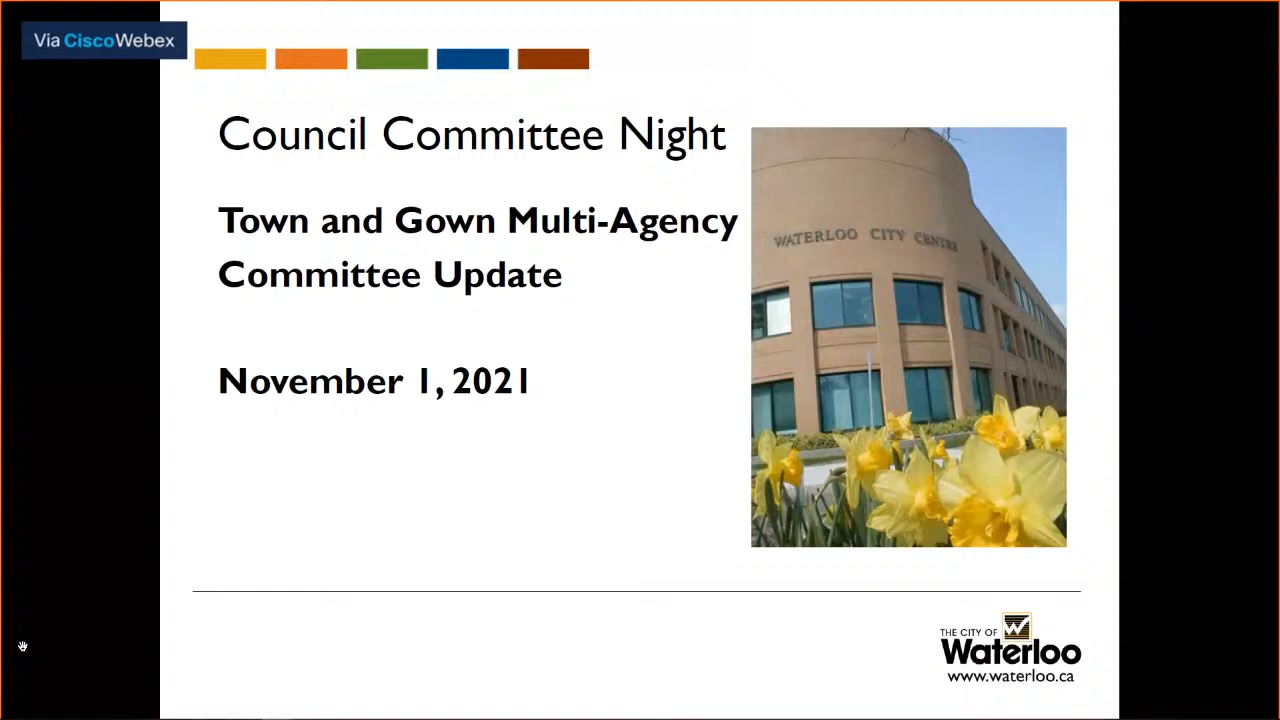 Via CiscoWebex
Council Committee Night
Town and Gown Multi-Agency
Committee Update
November 1, 2021
WATERLOO CITY CENTRE
THE CITY OF
Waterloo
www.waterloo.ca